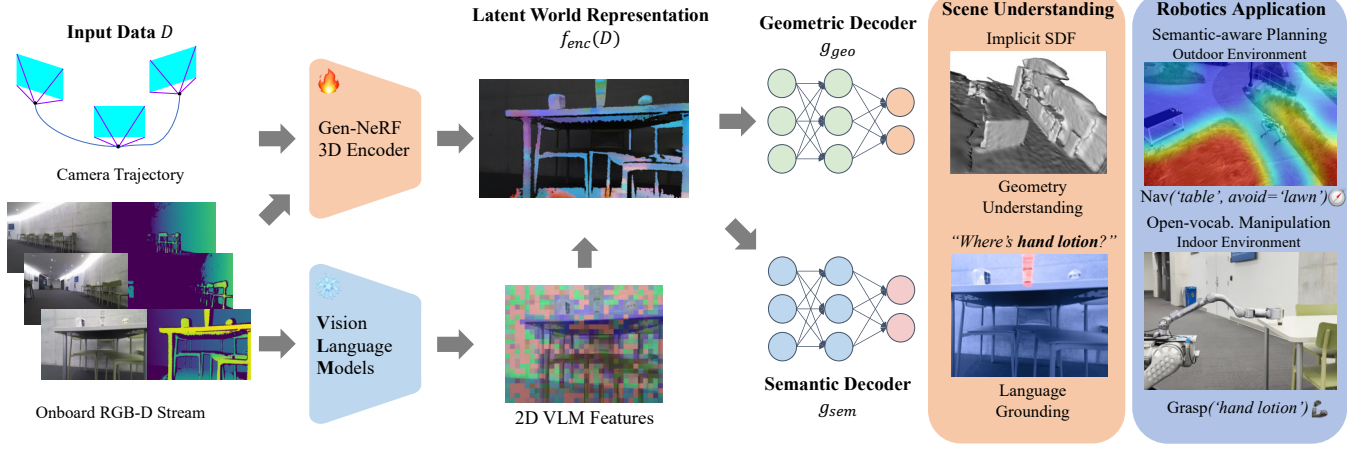 Input Data D
Camera Trajectory
Onboard RGB-D Stream
Gen-NeRF
3D Encoder
Vision
Language
Models
Latent World Representation
f_enc(D)
2D VLM Features
Geometric Decoder
g_geo
Semantic Decoder
g_sem
Scene Understanding
Implicit SDF
Geometry
Understanding
“Where’s hand lotion?”
Language
Grounding
Robotics Application
Semantic-aware Planning
Outdoor Environment
Nav(‘table’, avoid=‘lawn’)
Open-vocab. Manipulation
Indoor Environment
Grasp(‘hand lotion’)